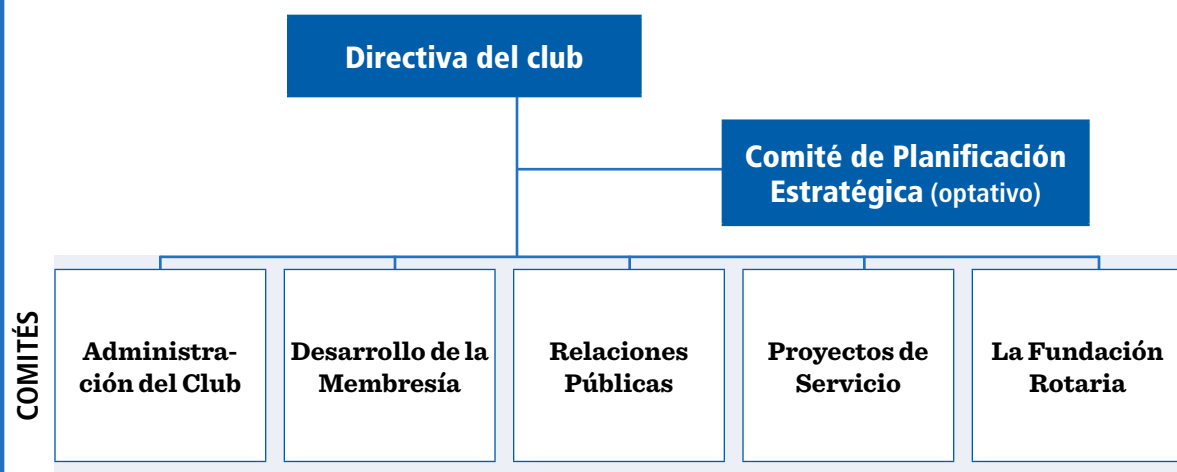 Directiva del club
Comité de Planificación
Estratégica (optativo)
COMITÉS
Administra-
ción del Club
Desarrollo de la
Membresía
Relaciones
Públicas
Proyectos de
Servicio
La Fundación
Rotaria